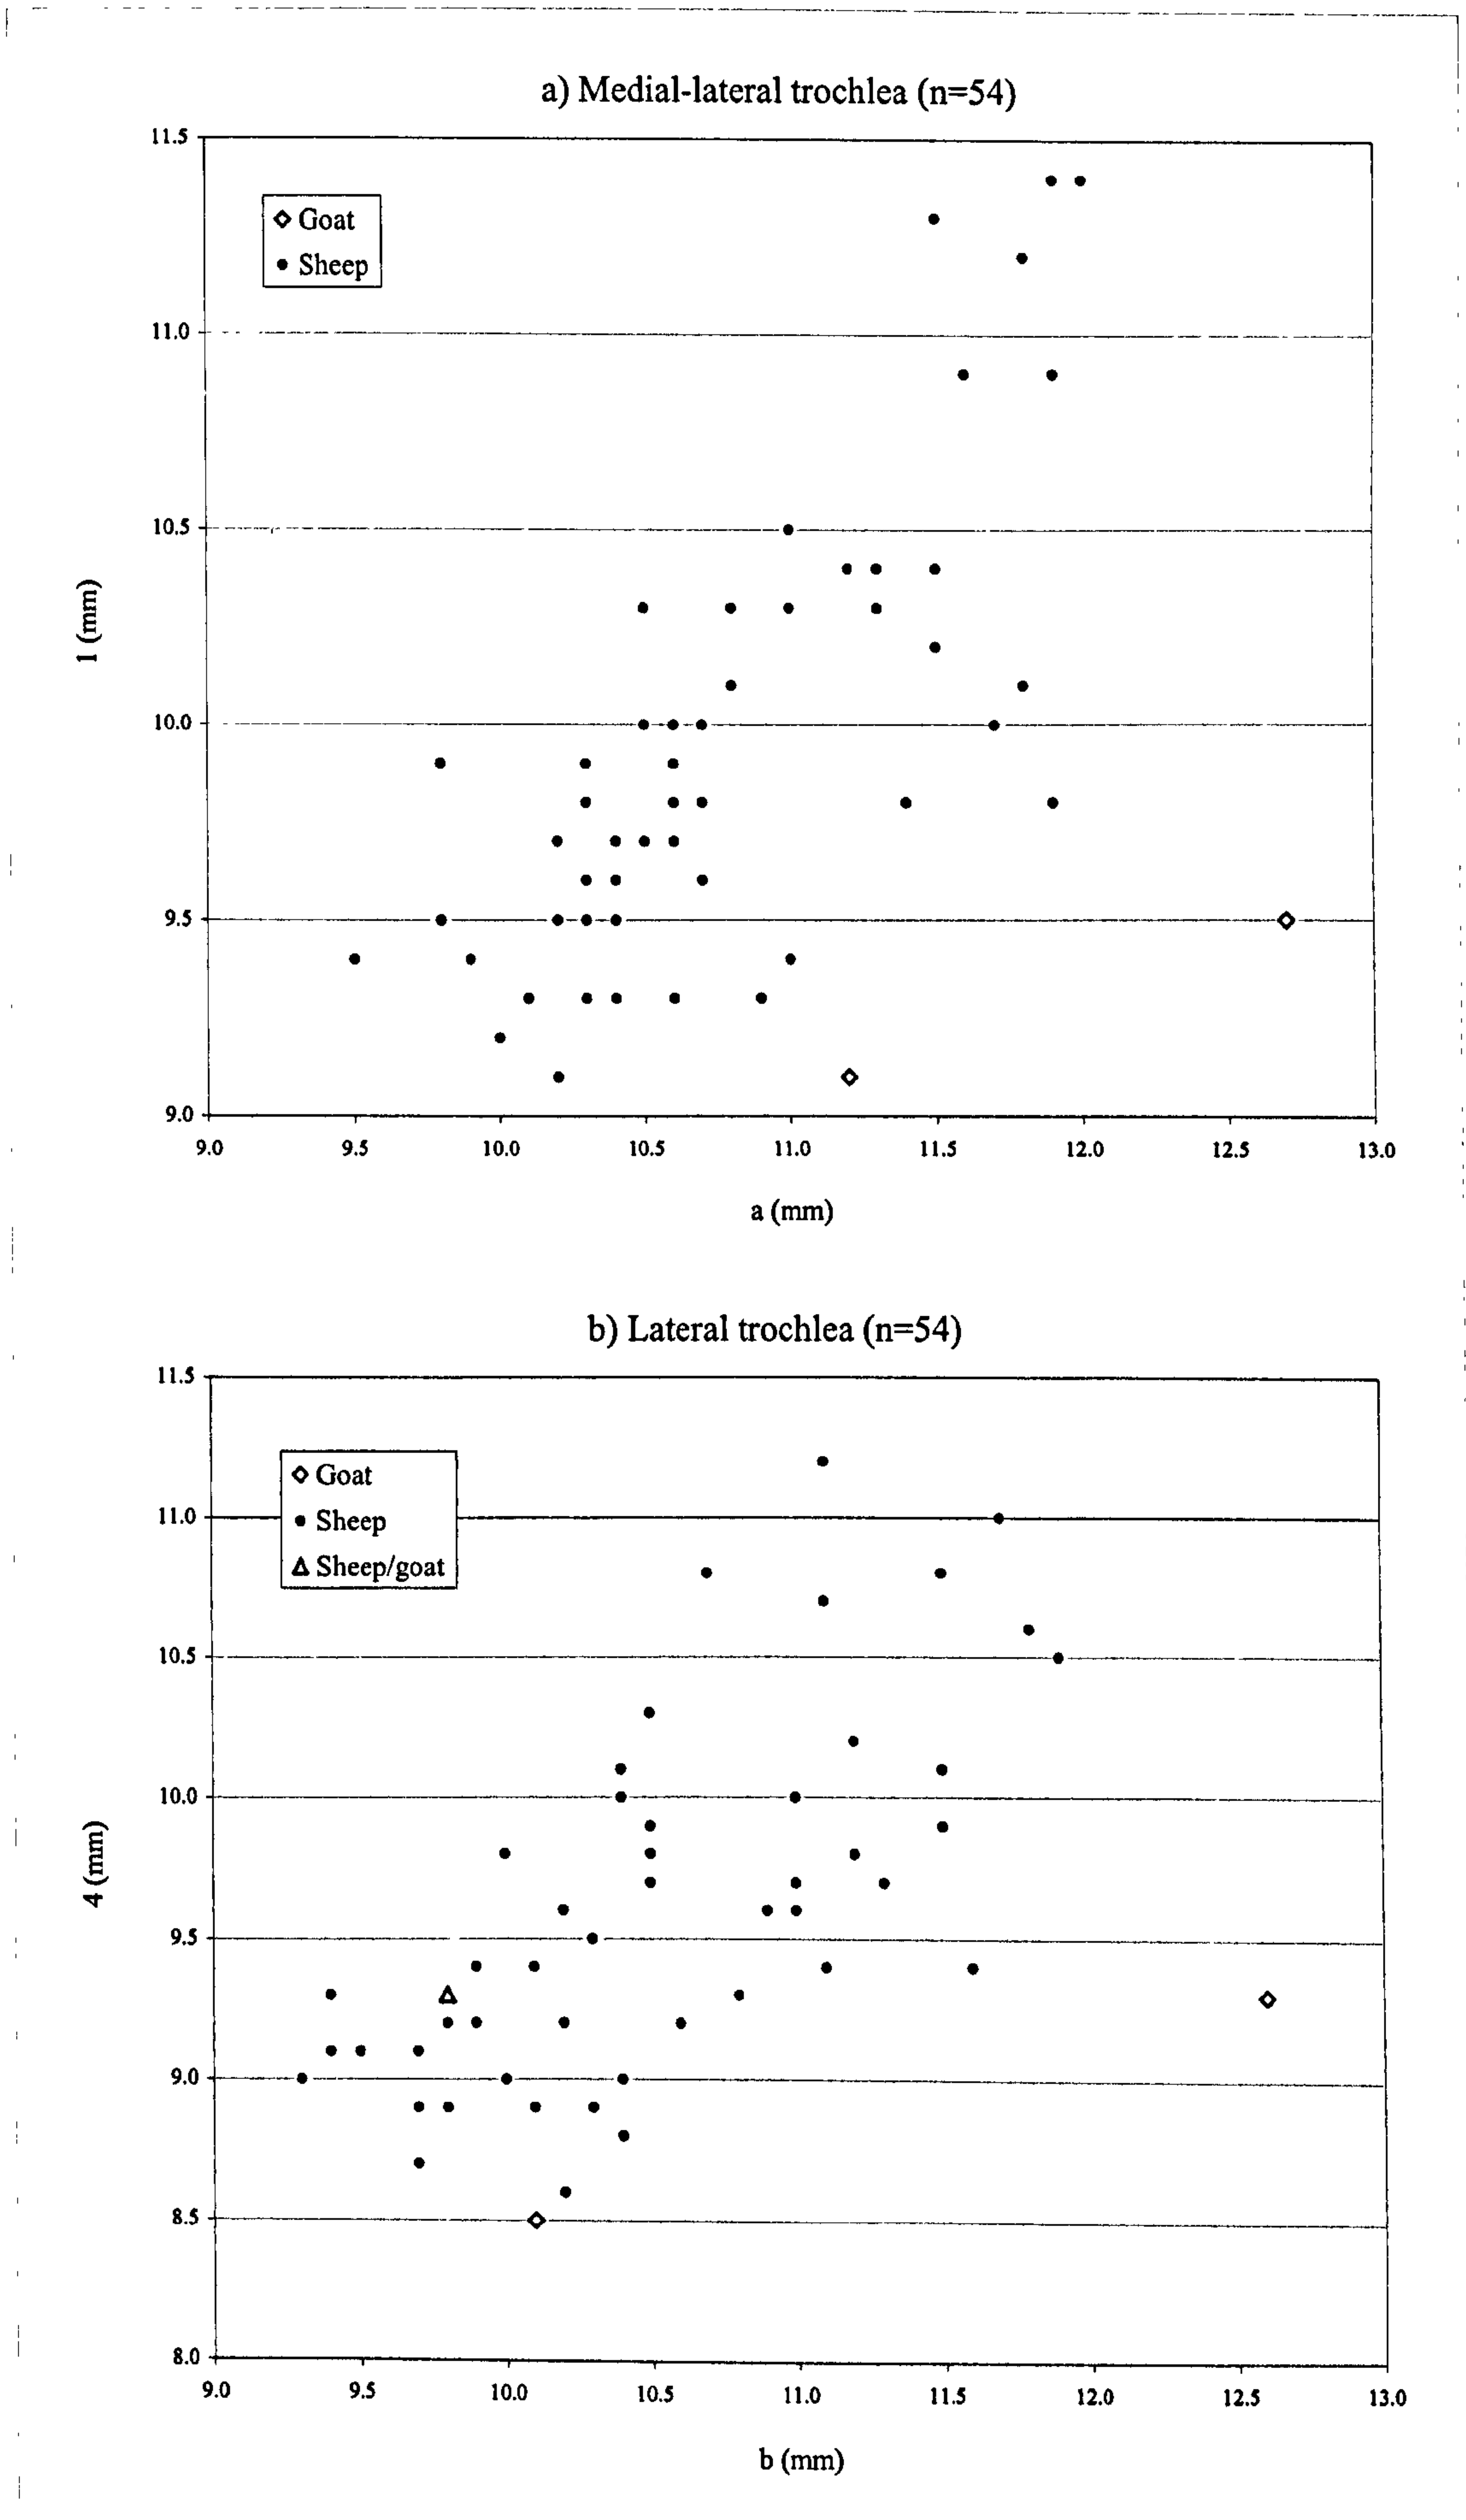 a) Medial-lateral trochlea (n=54)
11.5
Goat
Sheep
11.0
10.5
1 (mm)
10.0
9.5
9.0
9.0 9.5 10.0 10.5 11.0 11.5 12.0 12.5 13.0
a (mm)
b) Lateral trochlea (n=54)
11.5
Goat
11.0
Sheep
Sheep/goat
10.5
10.0
4 (mm)
9.5
9.0
8.5
8.0
9.0 9.5 10.0 10.5 11.0 11.5 12.0 12.5 13.0
b (mm)